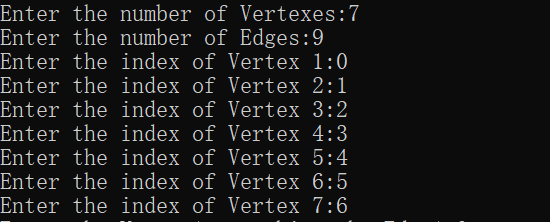 Enter the number of Vertexes:7
Enter the number of Edges:9
Enter the index of Vertex 1:0
Enter the index of Vertex 2:1
Enter the index of Vertex 3:2
Enter the index of Vertex 4:3
Enter the index of Vertex 5:4
Enter the index of Vertex 6:5
Enter the index of Vertex 7:6